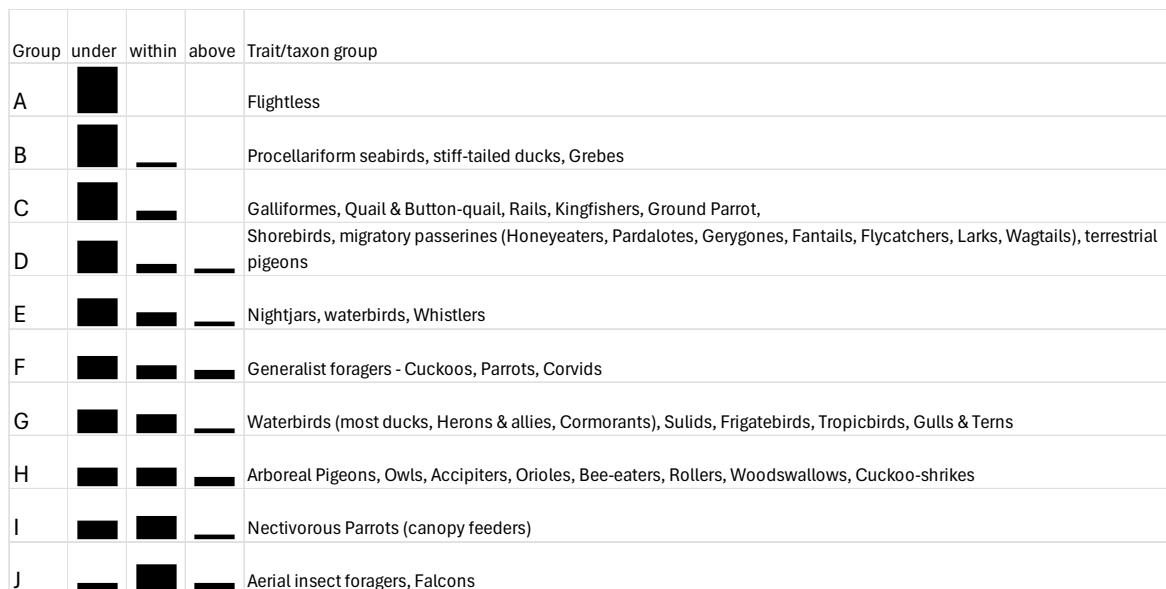 Group under within above Trait/taxon group
A Flightless
B Procellariform seabirds, stiff-tailed ducks, Grebes
C Galliformes, Quail & Button-quail, Rails, Kingfishers, Ground Parrot,
D Shorebirds, migratory passerines (Honeyeaters, Pardalotes, Gerygones, Fantails, Flycatchers, Larks, Wagtails), terrestrial
pigeons
E Nightjars, waterbirds, Whistlers
F Generalist foragers - Cuckoos, Parrots, Corvids
G Waterbirds (most ducks, Herons & allies, Cormorants), Sulids, Frigatebirds, Tropicbirds, Gulls & Terns
H Arboreal Pigeons, Owls, Accipiters, Orioles, Bee-eaters, Rollers, Woodswallows, Cuckoo-shrikes
I Nectivorous Parrots (canopy feeders)
J Aerial insect foragers, Falcons